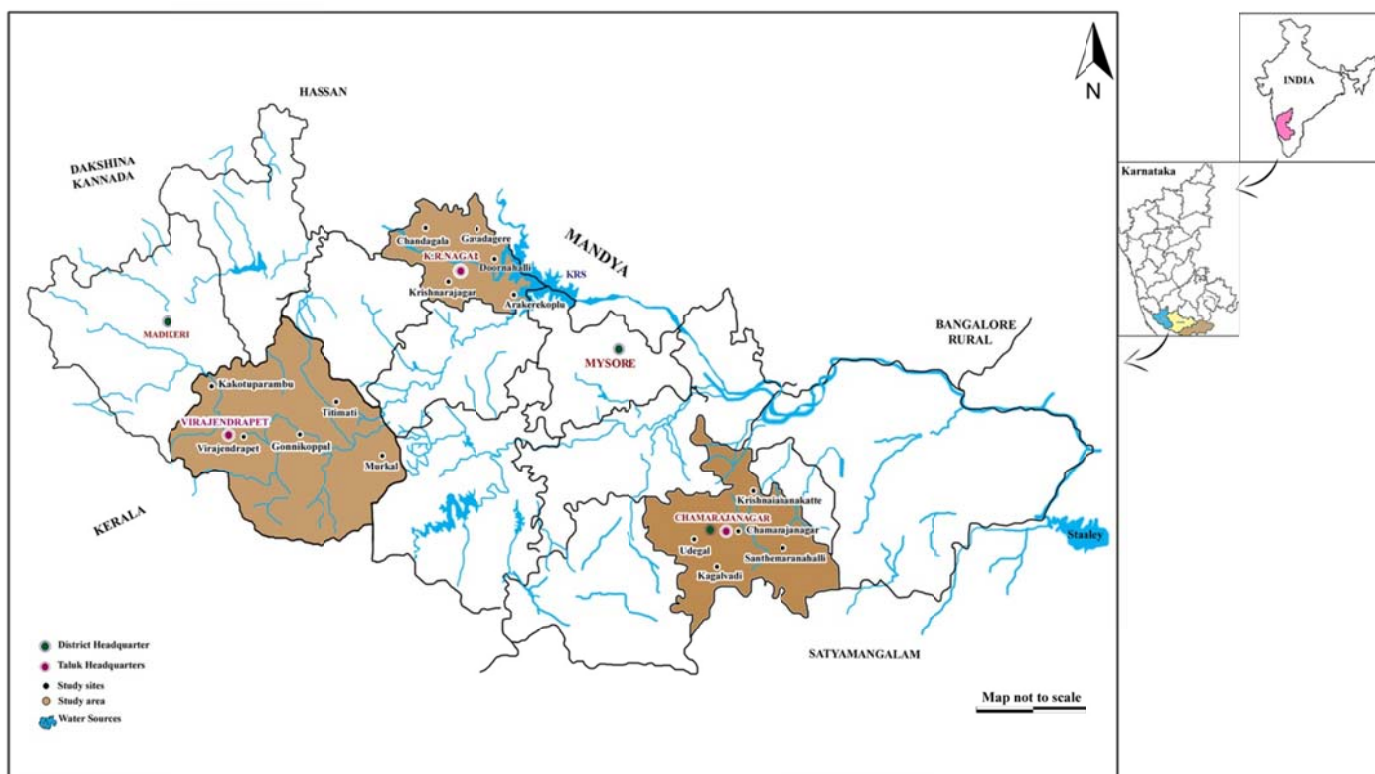 HASSAN
N
INDIA
DAKSHINA
KANNADA
Karnataka
Chandagala
Gavadagere
MANDYA
K.R.NAGAL
Doornahalli
KRS
Krishnarajagar
Arakerekoplu
MADIKERI
BANGALORE
RURAL
MYSORE
Kakotuparambu
Titimati
VIRAJENDRAPET
Virajendrapet
Gonnikoppal
Murkal
KERALA
Krishnaiasanakatte
CHAMARAJANAGAR
Chamarajanagar
Udegal
Santhemaranahalli
Kagalvadi
Stanley
SATYAMANGALAM
District Headquarter
Taluk Headquarters
Study sites
Study area
Water Sources
Map not to scale